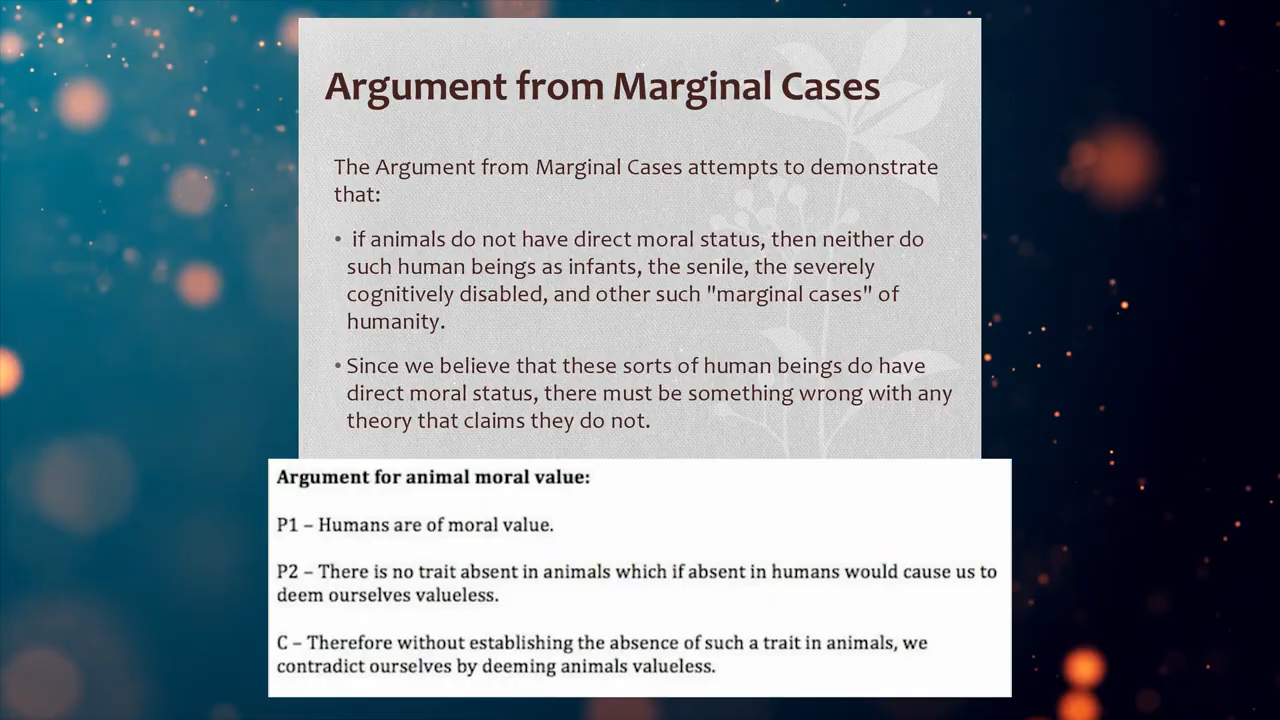 Argument from Marginal Cases
The Argument from Marginal Cases attempts to demonstrate
that:
• if animals do not have direct moral status, then neither do
such human beings as infants, the senile, the severely
cognitively disabled, and other such "marginal cases" of
humanity.
• Since we believe that these sorts of human beings do have
direct moral status, there must be something wrong with any
theory that claims they do not.
Argument for animal moral value:
P1 – Humans are of moral value.
P2 – There is no trait absent in animals which if absent in humans would cause us to
deem ourselves valueless.
C – Therefore without establishing the absence of such a trait in animals, we
contradict ourselves by deeming animals valueless.